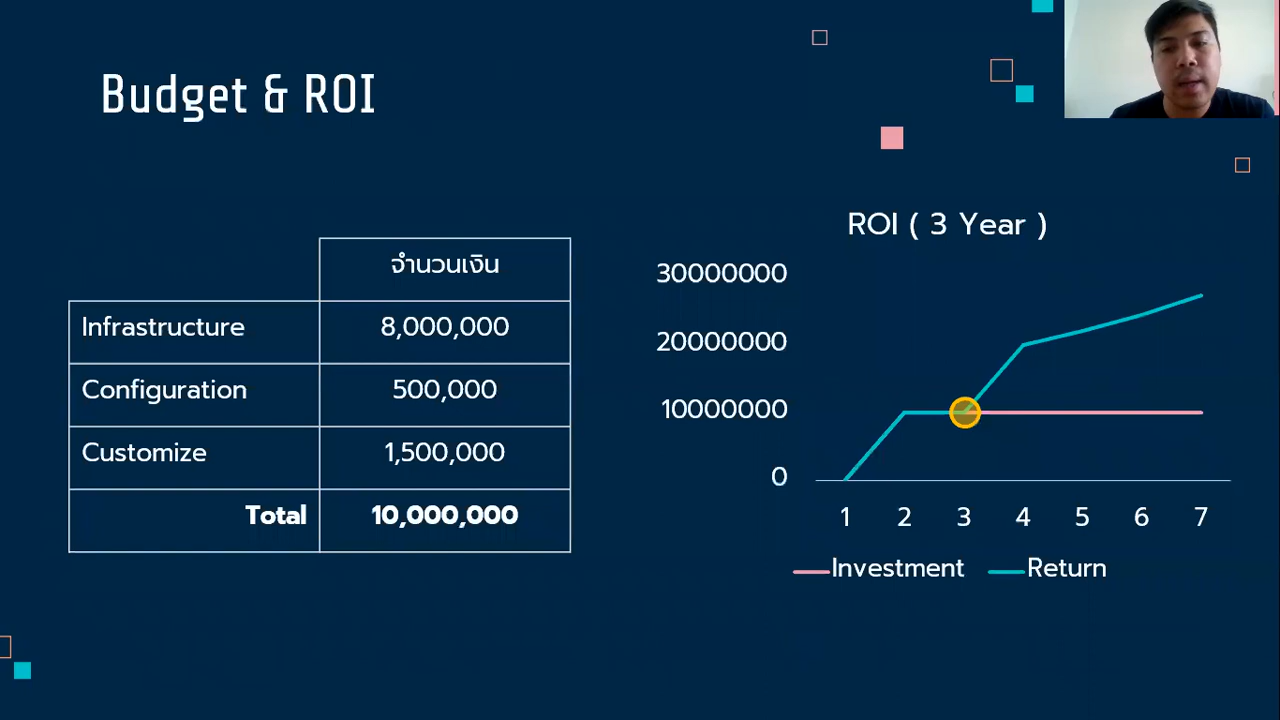 Budget & ROI
จำนวนเงิน
Infrastructure 8,000,000
Configuration 500,000
Customize 1,500,000
Total 10,000,000
ROI ( 3 Year )
30000000
20000000
10000000
0
1 2 3 4 5 6 7
Investment Return